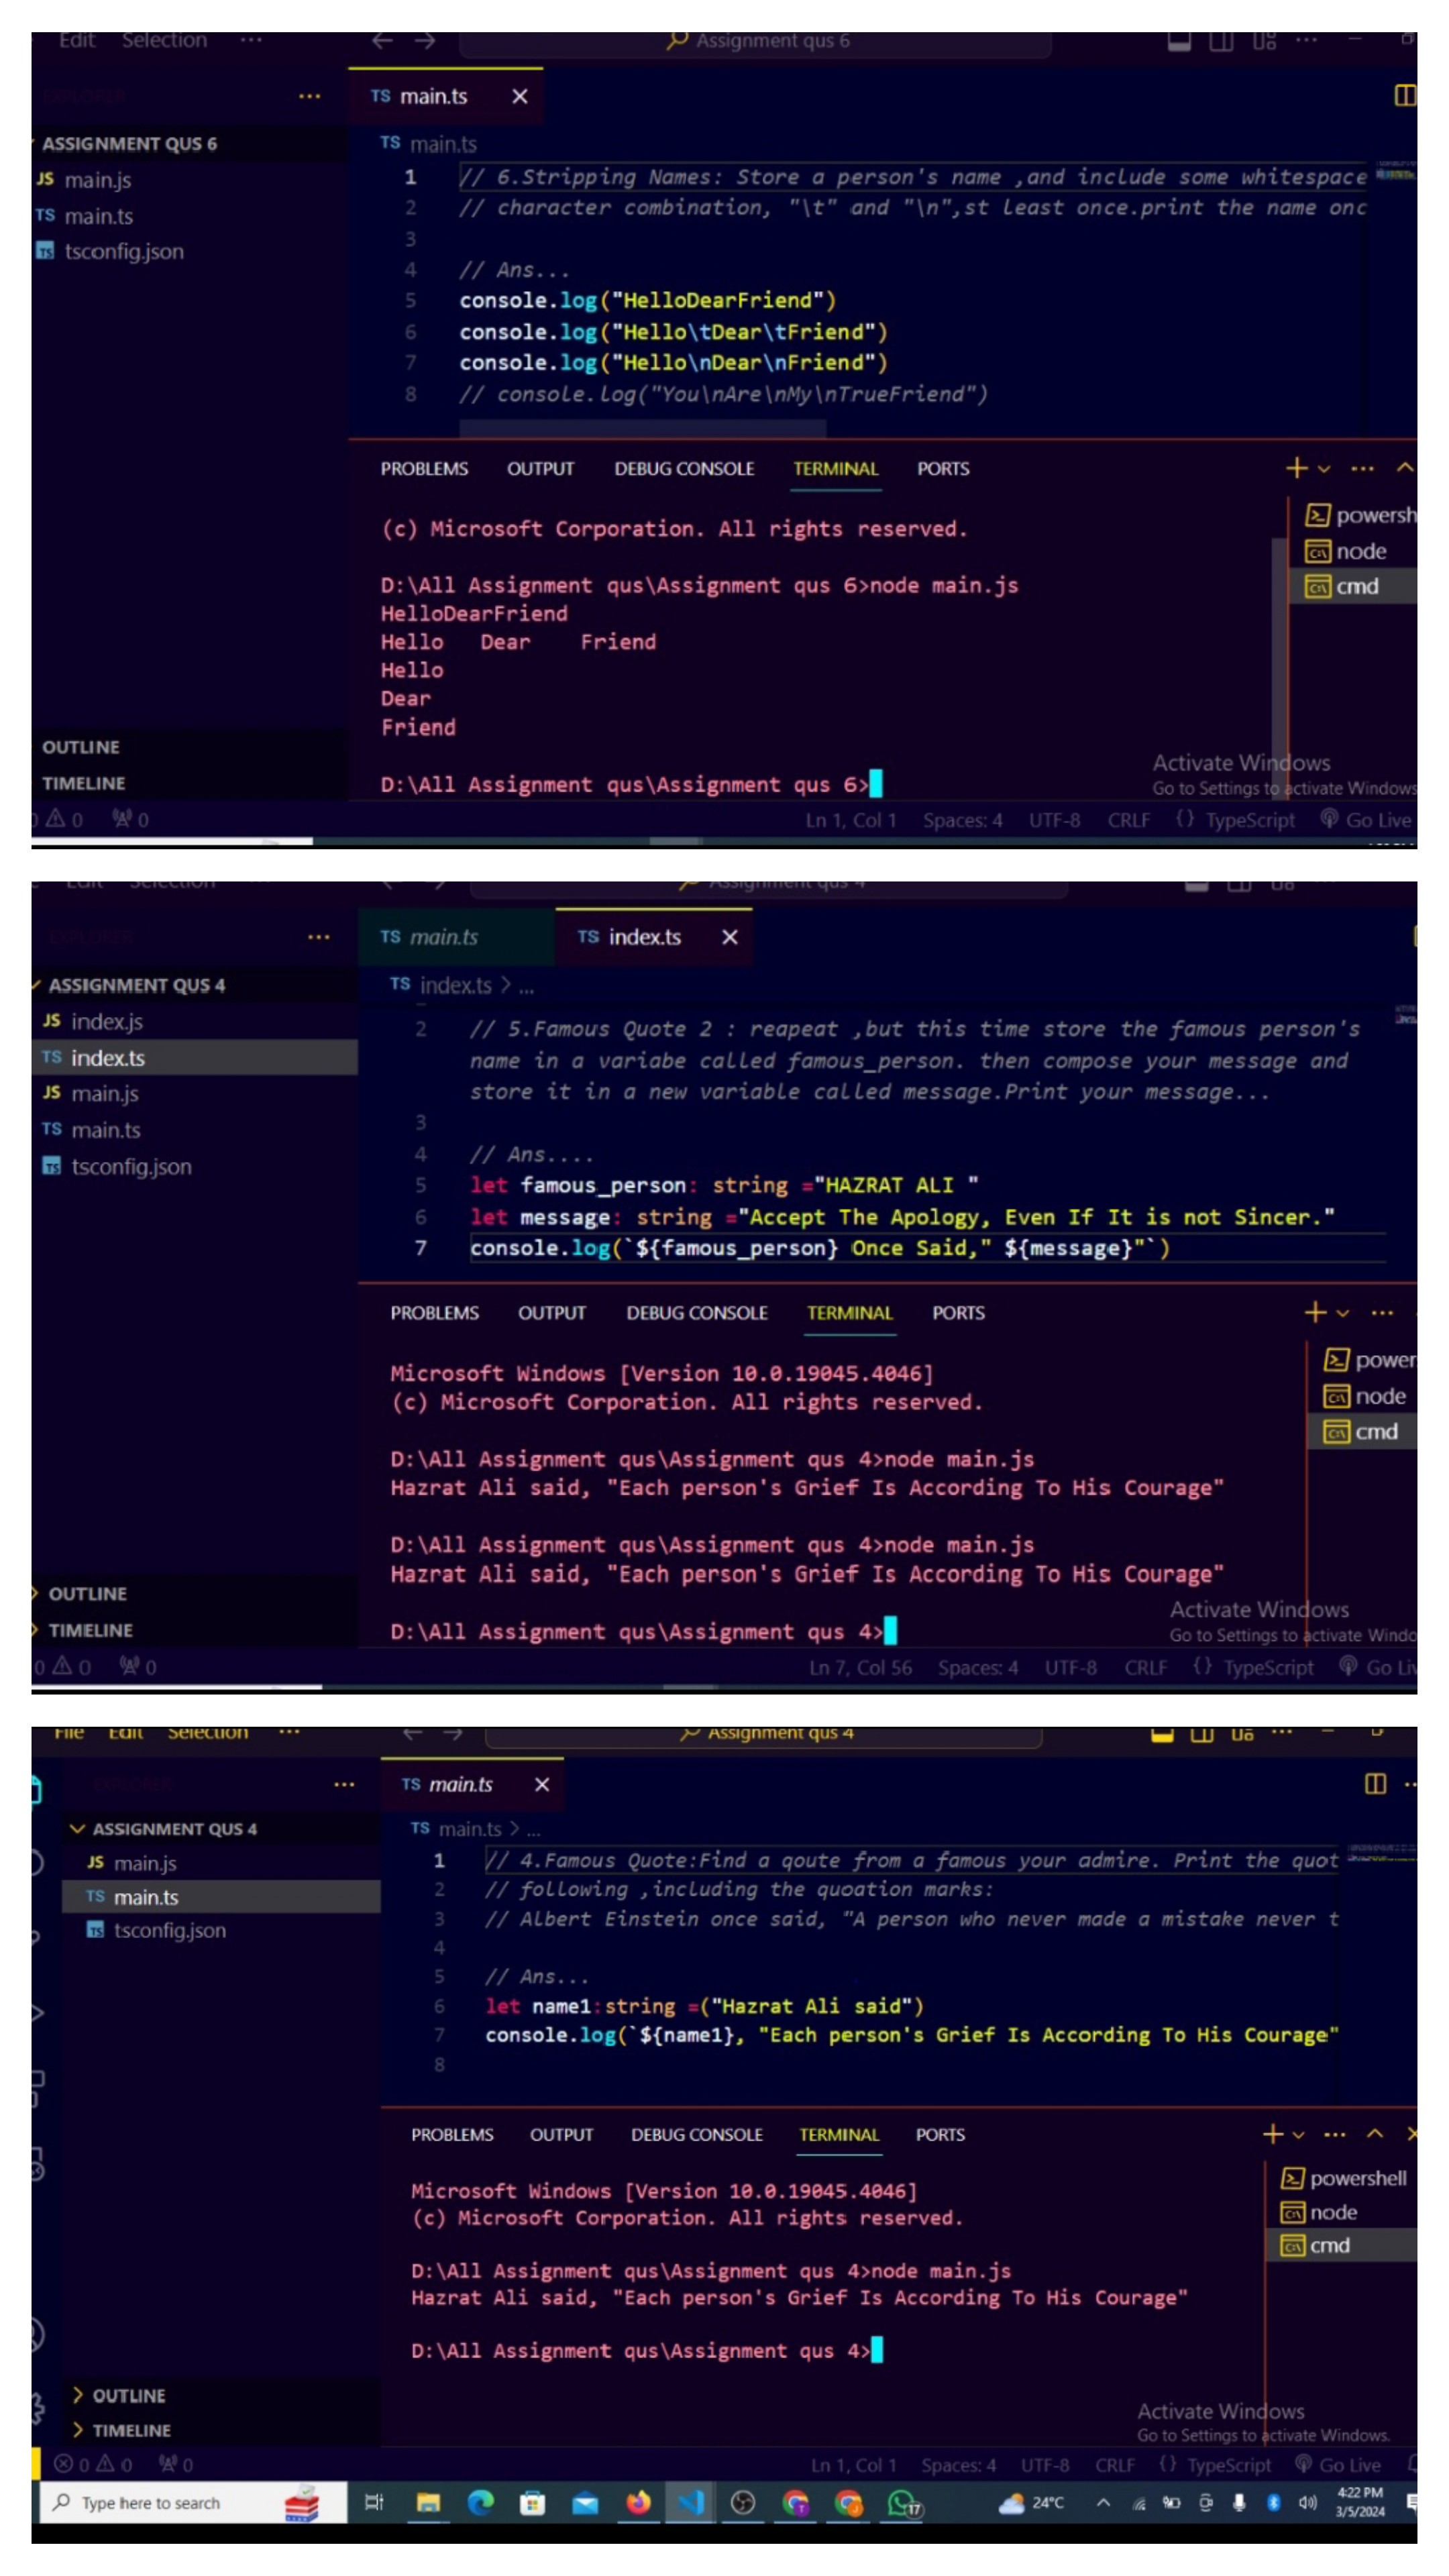 Edit Selection ···
Assignment qus 6
TS main.ts
ASSIGNMENT QUS 6
JS main.js
TS main.ts
TS tsconfig.json
OUTLINE
TIMELINE
TS main.ts
1 // 6.Stripping Names: Store a person's name ,and include some whitespace
2 // character combination, "\t" and "\n",st Least once.print the name onc
3
4 // Ans...
5 console.log("HelloDearFriend")
6 console.log("Hello\tDear\tFriend")
7 console.log("Hello\nDear\nFriend")
8 // console.log("You\nAre\nMy\nTrueFriend")
PROBLEMS OUTPUT DEBUG CONSOLE TERMINAL PORTS
(c) Microsoft Corporation. All rights reserved.
D:\All Assignment qus\Assignment qus 6>node main.js
HelloDearFriend
Hello Dear Friend
Hello
Dear
Friend
D:\All Assignment qus\Assignment qus 6>
powersh
node
cmd
Activate Windows
Go to Settings to activate Windows
0 0 Ln 1, Col 1 Spaces: 4 UTF-8 CRLF {} TypeScript Go Live
Edit Selection
Assignment qus 4
TS main.ts TS index.ts
ASSIGNMENT QUS 4
JS index.js
TS index.ts
JS main.js
TS main.ts
TS tsconfig.json
OUTLINE
TIMELINE
TS index.ts > ...
2 // 5.Famous Quote 2 : reapeat ,but this time store the famous person's
name in a variabe called famous_person. then compose your message and
store it in a new variable called message.Print your message...
3
4 // Ans....
5 let famous_person: string ="HAZRAT ALI "
6 let message: string ="Accept The Apology, Even If It is not Sincer."
7 console.log(`${famous_person} Once Said," ${message}"`)
PROBLEMS OUTPUT DEBUG CONSOLE TERMINAL PORTS
Microsoft Windows [Version 10.0.19045.4046]
(c) Microsoft Corporation. All rights reserved.
D:\All Assignment qus\Assignment qus 4>node main.js
Hazrat Ali said, "Each person's Grief Is According To His Courage"
D:\All Assignment qus\Assignment qus 4>node main.js
Hazrat Ali said, "Each person's Grief Is According To His Courage"
D:\All Assignment qus\Assignment qus 4>
power
node
cmd
Activate Windows
Go to Settings to activate Windo
0 0 0 Ln 7, Col 56 Spaces: 4 UTF-8 CRLF {} TypeScript Go Liv
File Edit Selection ···
Assignment qus 4
TS main.ts
ASSIGNMENT QUS 4
JS main.js
TS main.ts
TS tsconfig.json
OUTLINE
TIMELINE
TS main.ts > ...
1 // 4.Famous Quote:Find a qoute from a famous your admire. Print the quot
2 // following ,including the quoation marks:
3 // Albert Einstein once said, "A person who never made a mistake never t
4
5 // Ans...
6 let name1:string =("Hazrat Ali said")
7 console.log(`${name1}, "Each person's Grief Is According To His Courage"
8
PROBLEMS OUTPUT DEBUG CONSOLE TERMINAL PORTS
Microsoft Windows [Version 10.0.19045.4046]
(c) Microsoft Corporation. All rights reserved.
D:\All Assignment qus\Assignment qus 4>node main.js
Hazrat Ali said, "Each person's Grief Is According To His Courage"
D:\All Assignment qus\Assignment qus 4>
powershell
node
cmd
Activate Windows
Go to Settings to activate Windows.
0 0 0 Ln 1, Col 1 Spaces: 4 UTF-8 CRLF {} TypeScript Go Live
Type here to search
17
24°C
4:22 PM
3/5/2024